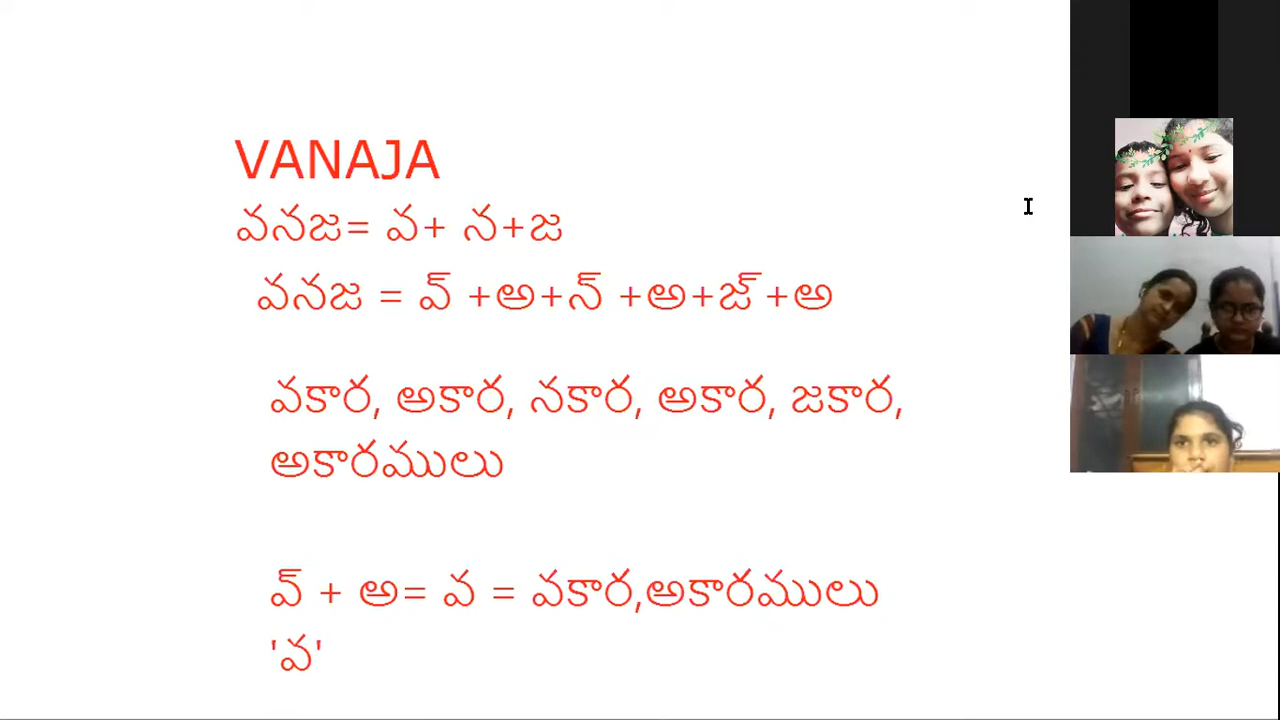 VANAJA
వనజ= వ+ న+జ
వనజ = వ్ +అ+న్ +అ+జ్+అ
వకార, అకార, నకార, అకార, జకార,
అకారములు
వ్ + అ= వ = వకార,అకారములు
'వ'